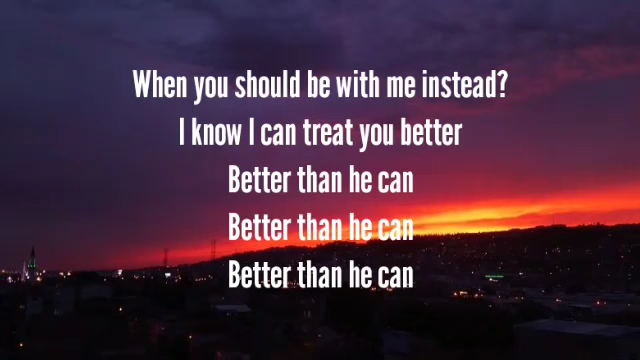 When you should be with me instead?
I know I can treat you better
Better than he can
Better than he can
Better than he can